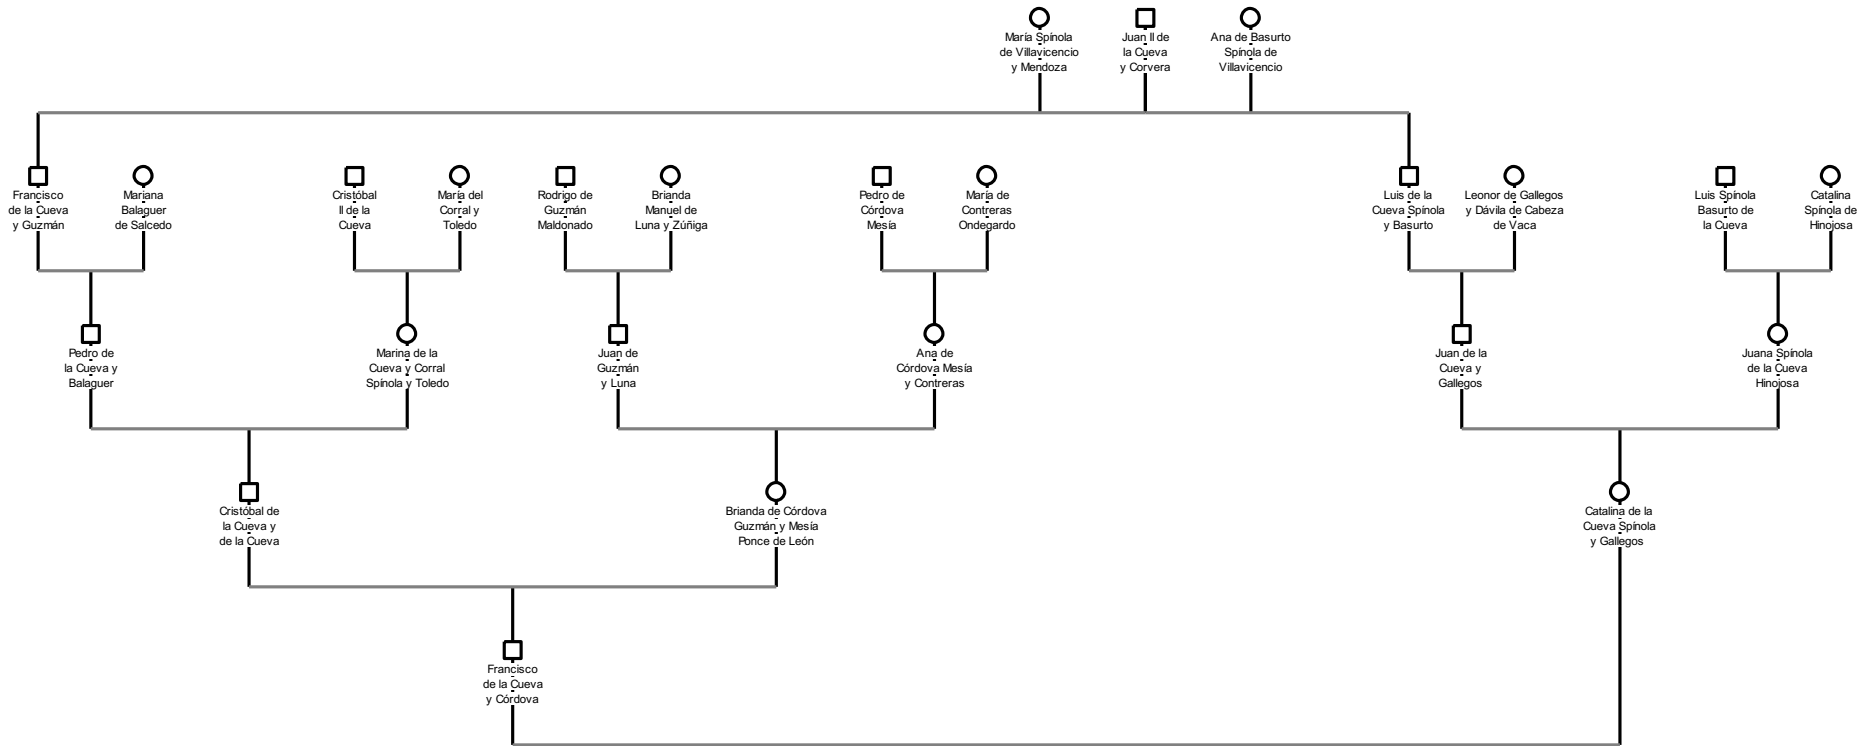 María Spínola
de Villavicencio
y Mendoza
Juan II de
la Cueva
y Corvera
Ana de Basurto
Spínola de
Villavicencio
Francisco
de la Cueva
y Guzmán
Mariana
Balaguer
de Salcedo
Cristóbal
II de la
Cueva
María del
Corral y
Toledo
Rodrigo de
Guzmán
Maldonado
Brianda
Manuel de
Luna y Zúñiga
Pedro de
Córdova
Mesía
María de
Contreras
Ondegardo
Luis de la
Cueva Spínola
y Basurto
Leonor de Gallegos
y Dávila de Cabeza
de Vaca
Luis Spínola
Basurto de
la Cueva
Catalina
Spínola de
Hinojosa
Pedro de
la Cueva y
Balaguer
Marina de la
Cueva y Corral
Spínola y Toledo
Juan de
Guzmán
y Luna
Ana de
Córdova Mesía
y Contreras
Juan de la
Cueva y
Gallegos
Juana Spínola
de la Cueva
Hinojosa
Cristóbal de
la Cueva y
de la Cueva
Brianda de Córdova
Guzmán y Mesía
Ponce de León
Catalina de la
Cueva Spínola
y Gallegos
Francisco
de la Cueva
y Córdova